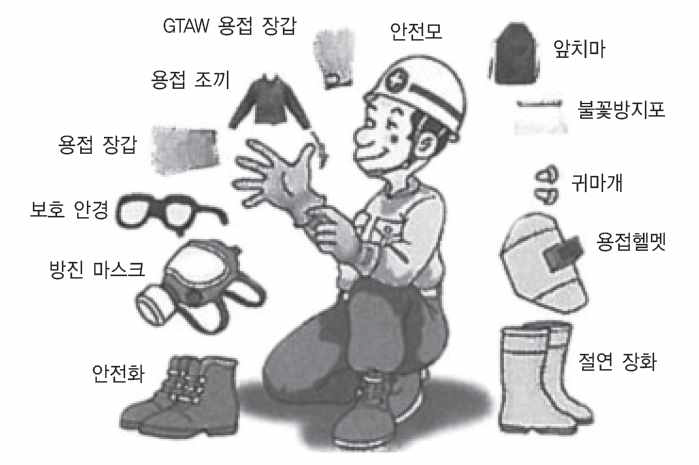 GTAW 용접 장갑
안전모
앞치마
용접 조끼
불꽃방지포
용접 장갑
귀마개
보호 안경
용접헬멧
방진 마스크
절연 장화
안전화